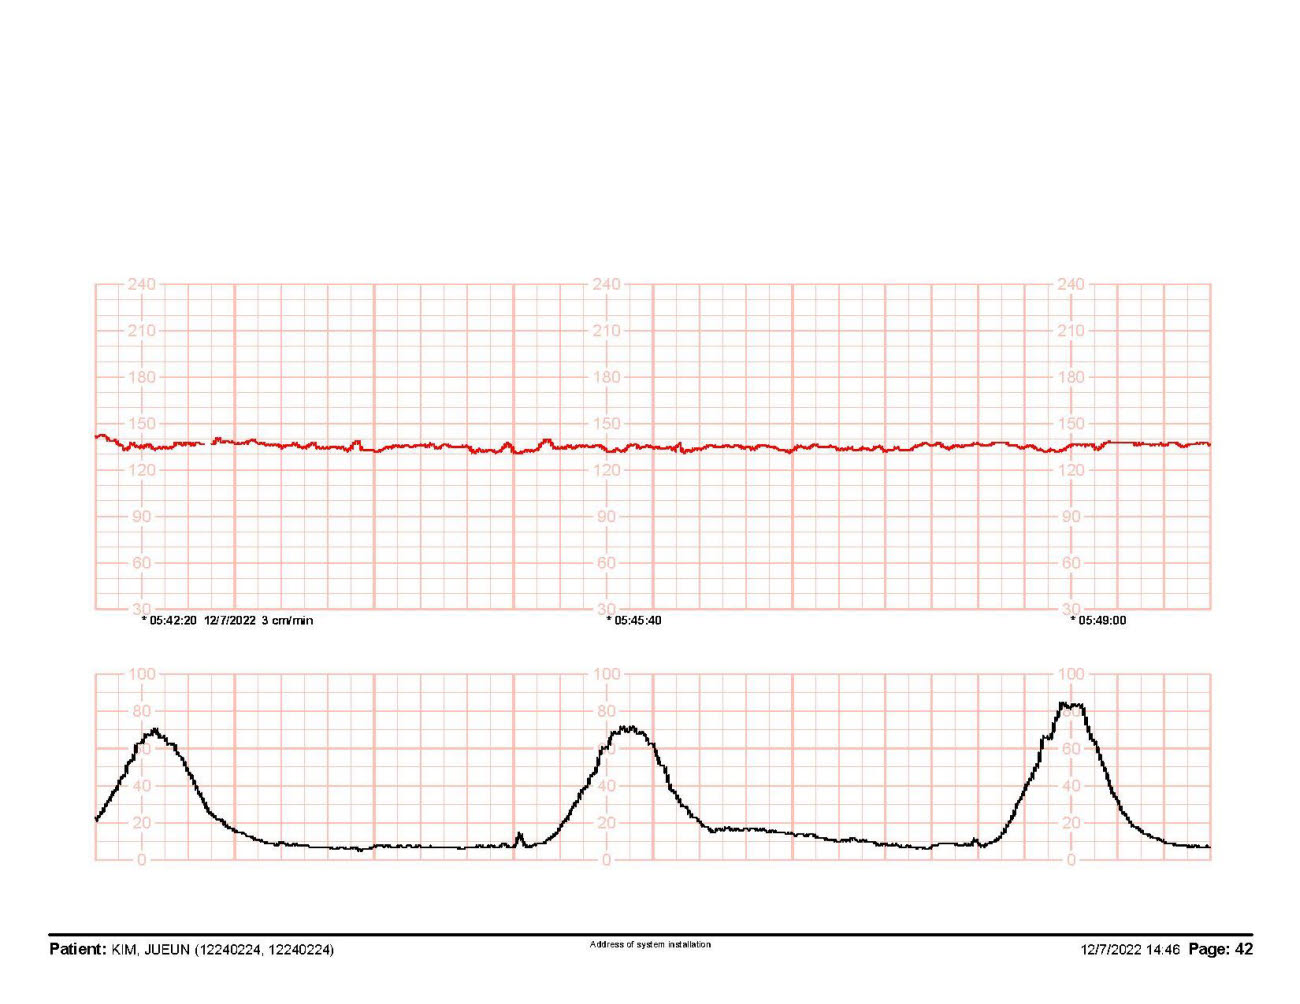 240 240 240
210 210 210
180 180 180
150 150 150
120 120 120
90 90 90
60 60 60
30 30 30
* 05:42:20 12/7/2022 3 cm/min * 05:45:40 * 05:49:00
100 100 100
80 80 80
60 60 60
40 40 40
20 20 20
0 0 0
Patient: KIM, JUEUN (12240224, 12240224) Address of system installation 12/7/2022 14:46 Page: 42